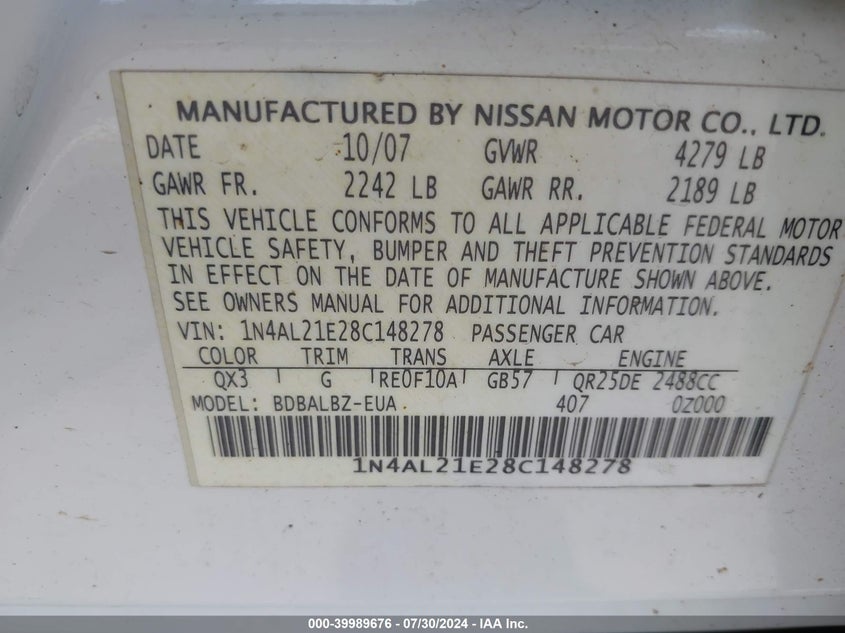 MANUFACTURED BY NISSAN MOTOR CO., LTD.
DATE 10/07 GVWR 4279 LB
GAWR FR. 2242 LB GAWR RR. 2189 LB
THIS VEHICLE CONFORMS TO ALL APPLICABLE FEDERAL MOTOR
VEHICLE SAFETY, BUMPER AND THEFT PREVENTION STANDARDS
IN EFFECT ON THE DATE OF MANUFACTURE SHOWN ABOVE.
SEE OWNERS MANUAL FOR ADDITIONAL INFORMATION.
VIN: 1N4AL21E28C148278 PASSENGER CAR
COLOR TRIM TRANS AXLE ENGINE
QX3 G RE0F10A GB57 QR25DE 2488CC
MODEL: BDBALBZ-EUA 407 0Z000
1N4AL21E28C148278
000-39989676 / 07/30/2024 - IAA Inc.